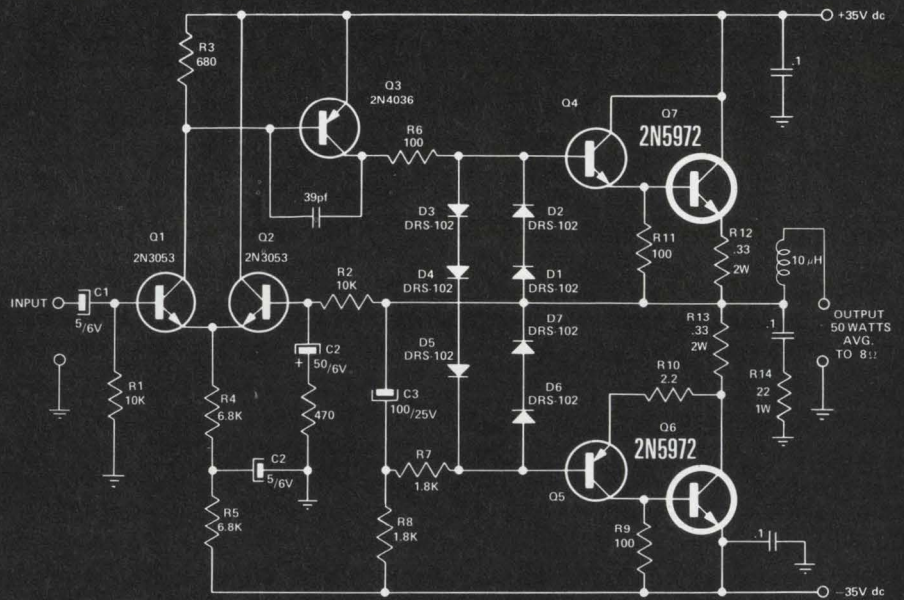 +35V dc
R3
680
.1
Q3
2N4036
Q4
Q7
2N5972
R6
100
39pf
D3
DRS-102
D2
DRS-102
Q1
2N3053
Q2
2N3053
R11
100
R12
.33
2W
10 μH
R2
10K
D4
DRS-102
D1
DRS-102
INPUT
C1
5/6V
OUTPUT
50 WATTS
AVG.
TO 8Ω
R13
.33
2W
.1
D5
DRS-102
D7
DRS-102
+
C2
50/6V
R1
10K
R4
6.8K
470
C3
100/25V
D6
DRS-102
R10
2.2
R14
22
1W
Q6
2N5972
C2
5/6V
R7
1.8K
Q5
R5
6.8K
R8
1.8K
R9
100
.1
-35V dc